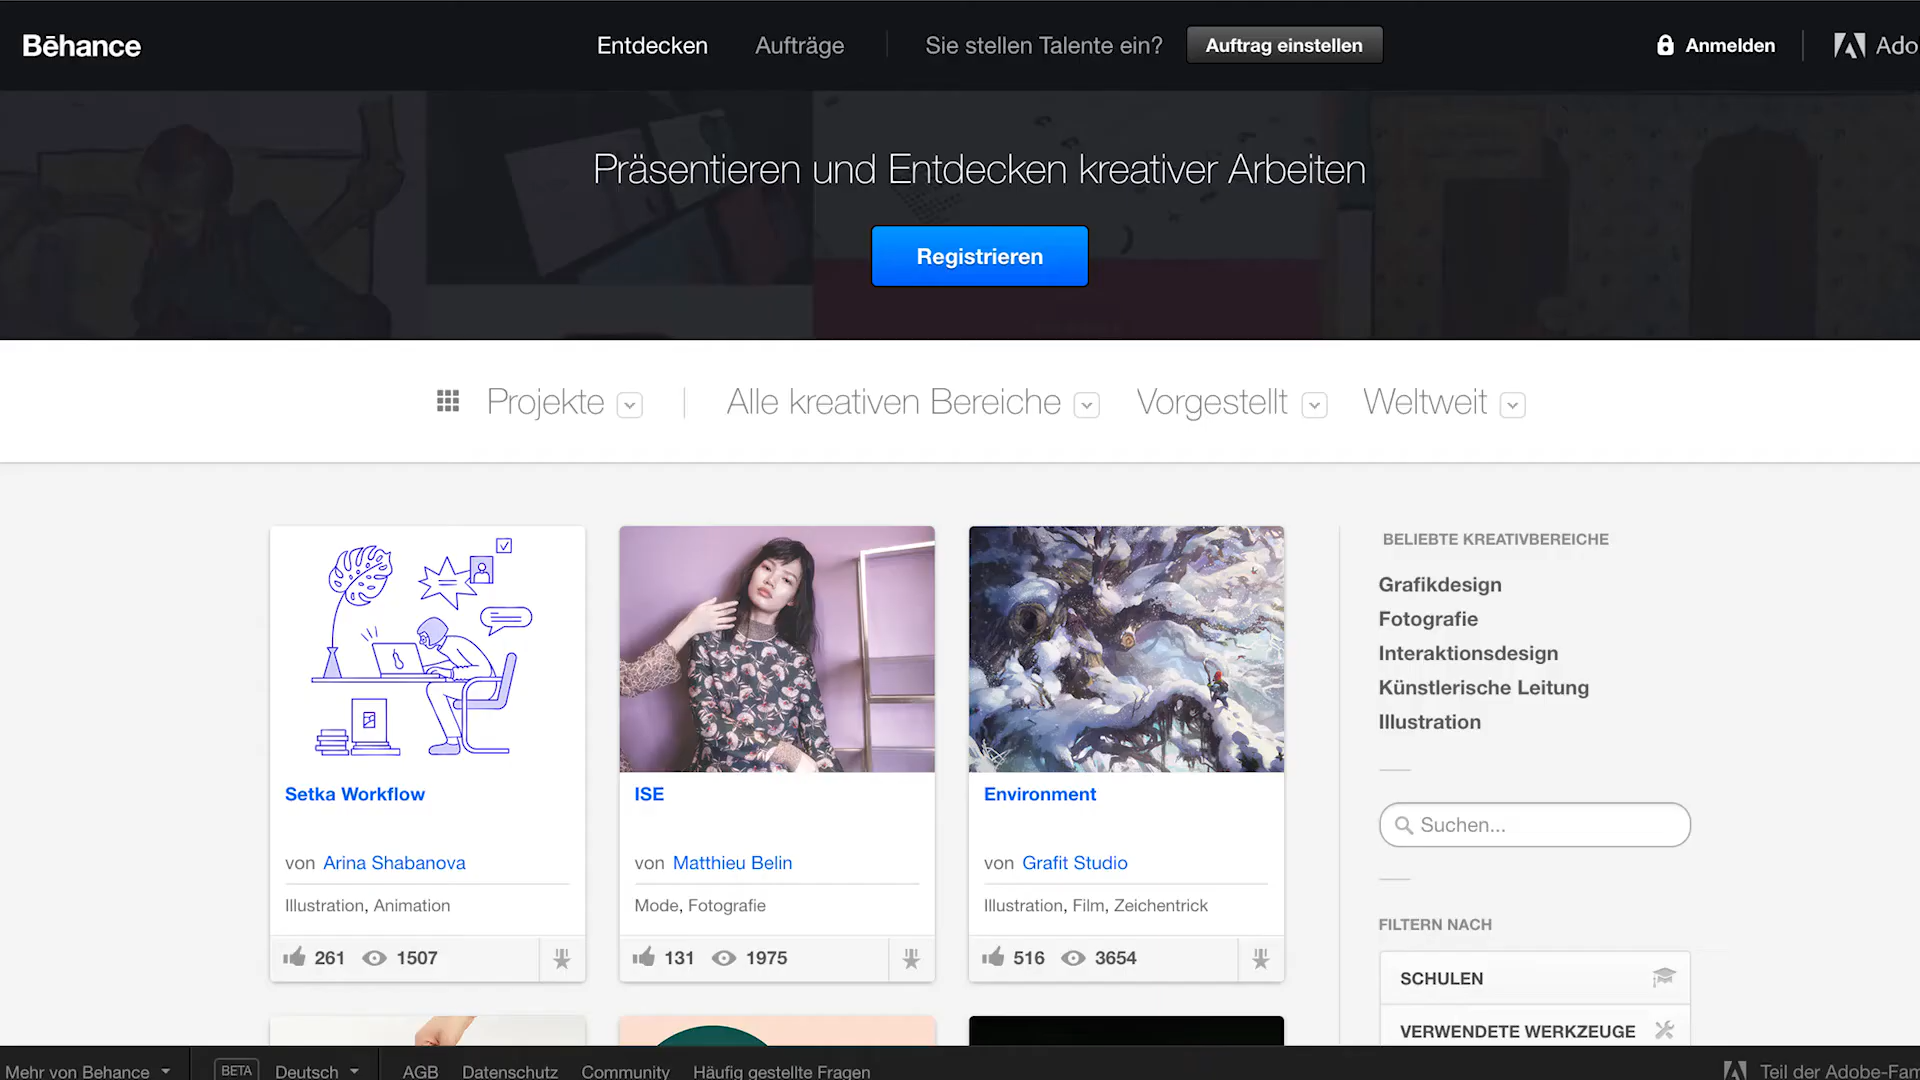 Bēhance
Entdecken
Aufträge
Sie stellen Talente ein?
Auftrag einstellen
Anmelden
Ado
Präsentieren und Entdecken kreativer Arbeiten
Registrieren
Projekte
Alle kreativen Bereiche
Vorgestellt
Weltweit
Setka Workflow
von Arina Shabanova
Illustration, Animation
261 1507
ISE
von Matthieu Belin
Mode, Fotografie
131 1975
Environment
von Grafit Studio
Illustration, Film, Zeichentrick
516 3654
BELIEBTE KREATIVBEREICHE
Grafikdesign
Fotografie
Interaktionsdesign
Künstlerische Leitung
Illustration
Suchen...
FILTERN NACH
SCHULEN
VERWENDETE WERKZEUGE
Mehr von Behance
BETA
Deutsch
AGB
Datenschutz
Community
Häufig gestellte Fragen
Teil der Adobe-Fam